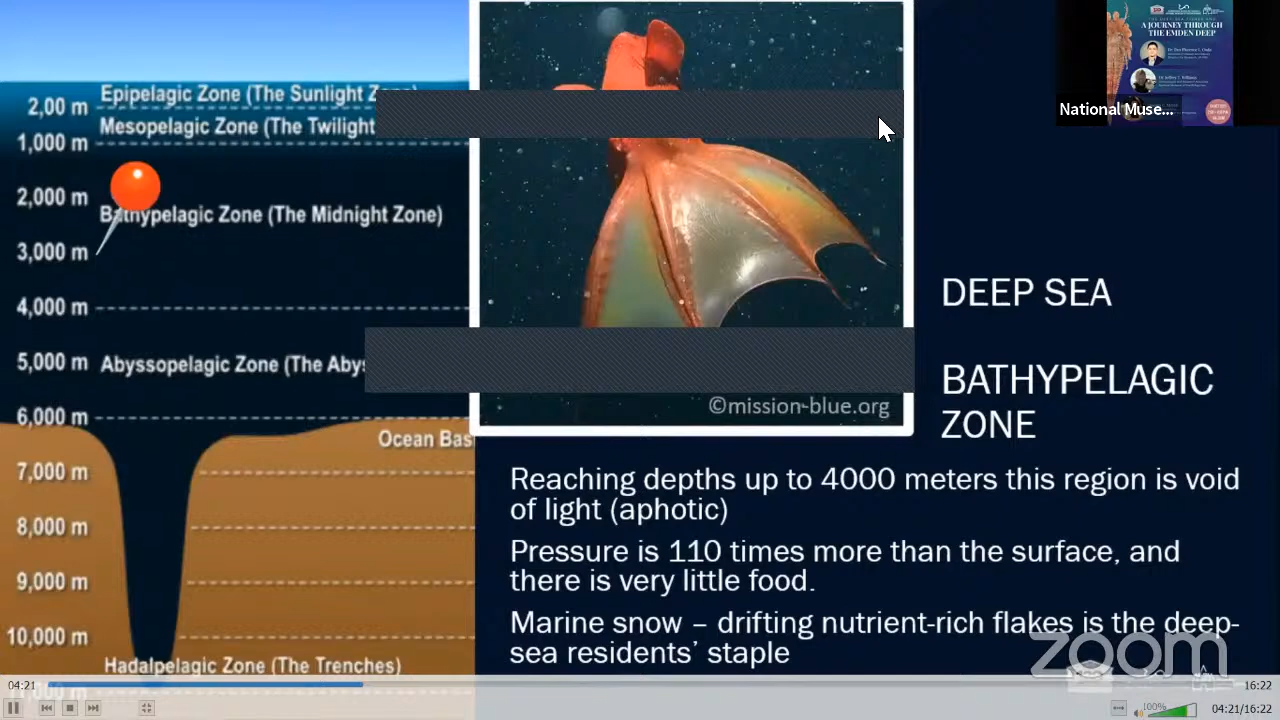 Epipelagic Zone (The Sunlight
2,00 m
Mesopelagic Zone (The Twilight
1,000 m
2,000 m
Bathypelagic Zone (The Midnight Zone)
3,000 m
4,000 m
5,000 m
Abyssopelagic Zone (The
6,000 m
Ocean
7,000 m
8,000 m
9,000 m
10,000 m
Hadalpelagic Zone (The Trenches)
©mission-blue.org
A JOURNEY THROUGH
THE EMDEN DEEP
National Muse...
DEEP SEA
BATHYPELAGIC
ZONE
Reaching depths up to 4000 meters this region is void
of light (aphotic)
Pressure is 110 times more than the surface, and
there is very little food.
Marine snow – drifting nutrient-rich flakes is the deep-
sea residents’ staple
zoom
04:21
16:22
100%
04:21/16:22